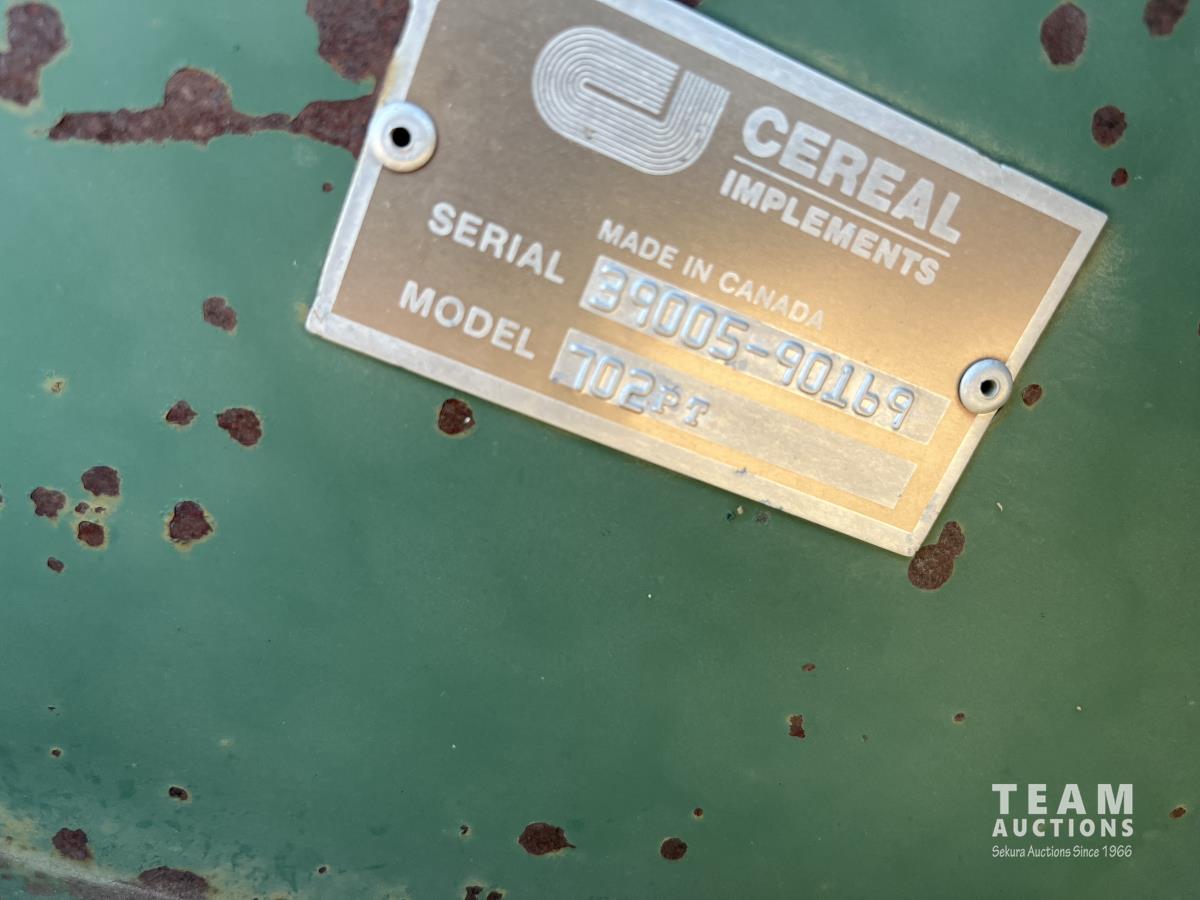 CEREAL
IMPLEMENTS
MADE IN CANADA
SERIAL 39005-90169
MODEL 702PT
TEAM
AUCTIONS
Sekura Auctions Since 1966